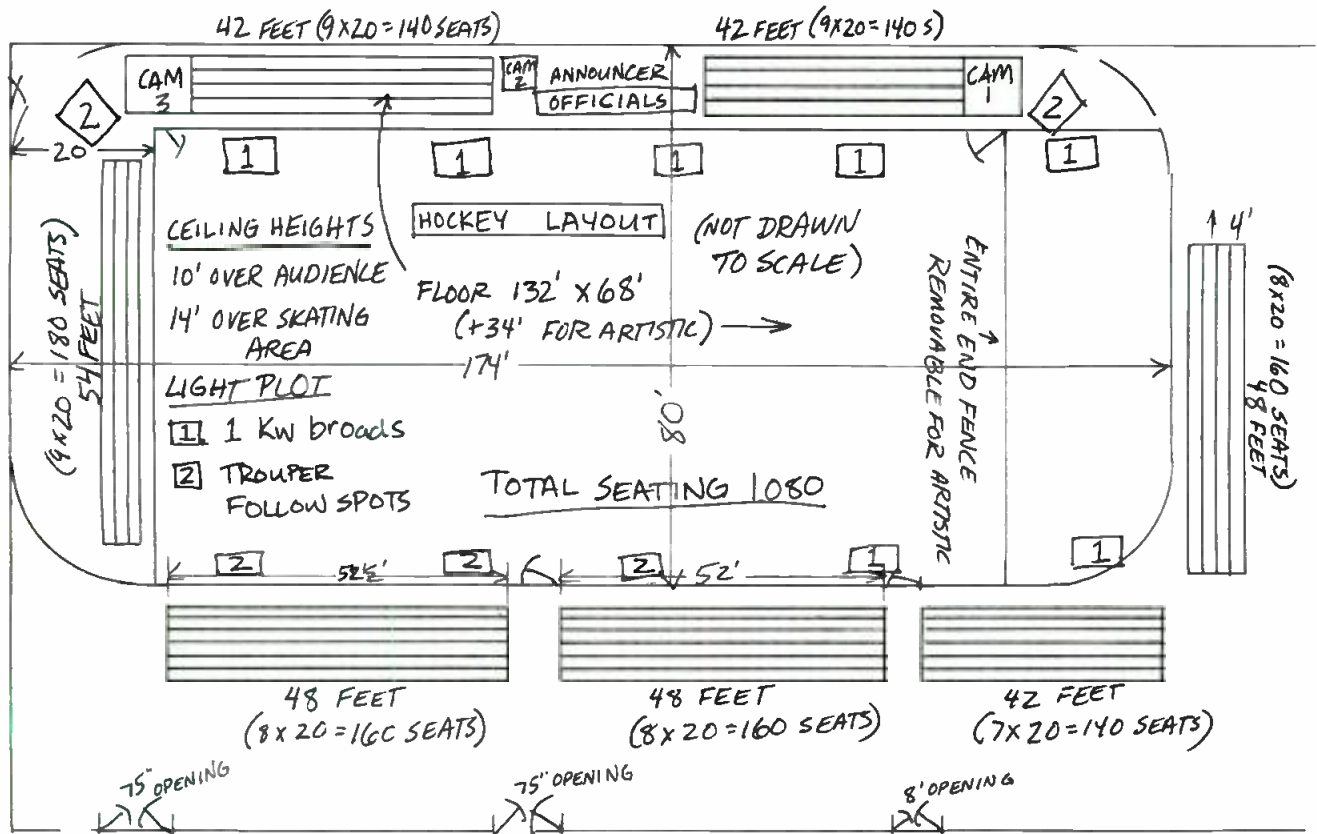 42 FEET (9X20=140 SEATS)
42 FEET (9X20=140 S)
CAM 3
CAM 2
ANNOUNCER
OFFICIALS
CAM 1
2
2
20
1
1
1
1
1
CEILING HEIGHTS
10' OVER AUDIENCE
14' OVER SKATING
AREA
HOCKEY LAYOUT
(NOT DRAWN
TO SCALE)
FLOOR 132' X 68'
(+34' FOR ARTISTIC)
174'
80'
LIGHT PLOT
1 1 KW broads
2 TROUPER
FOLLOW SPOTS
TOTAL SEATING 1080
ENTIRE END FENCE
REMOVABLE FOR ARTISTIC
(9X20 = 180 SEATS)
54 FEET
4'
(8X20 = 160 SEATS)
48 FEET
2
2
2
1
1
52½'
52'
48 FEET
(8X20=160 SEATS)
48 FEET
(8X20=160 SEATS)
42 FEET
(7X20=140 SEATS)
75" OPENING
75" OPENING
8' OPENING